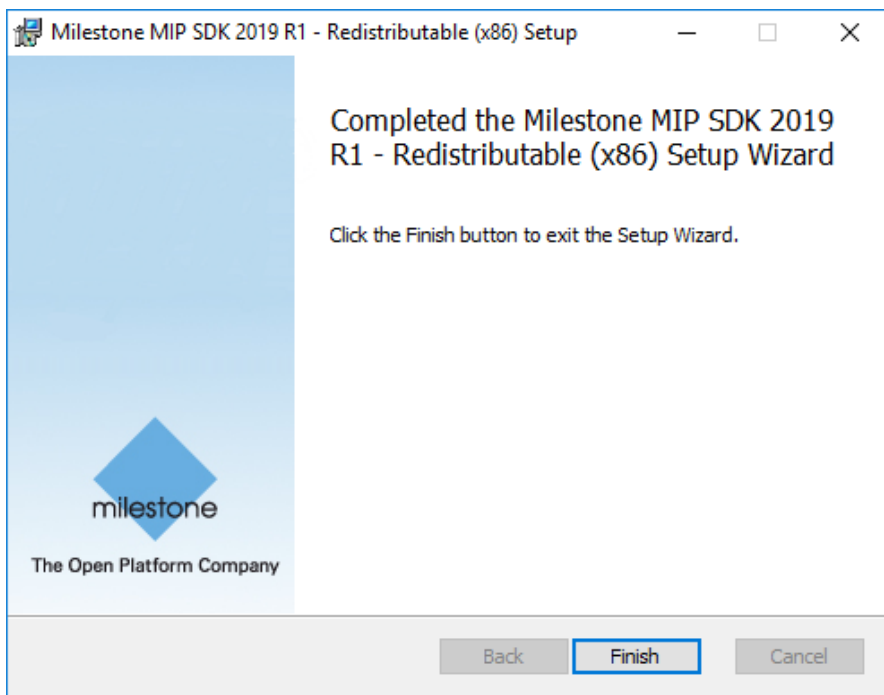 Milestone MIP SDK 2019 R1 - Redistributable (x86) Setup
Completed the Milestone MIP SDK 2019
R1 - Redistributable (x86) Setup Wizard
Click the Finish button to exit the Setup Wizard.
milestone
The Open Platform Company
Back
Finish
Cancel